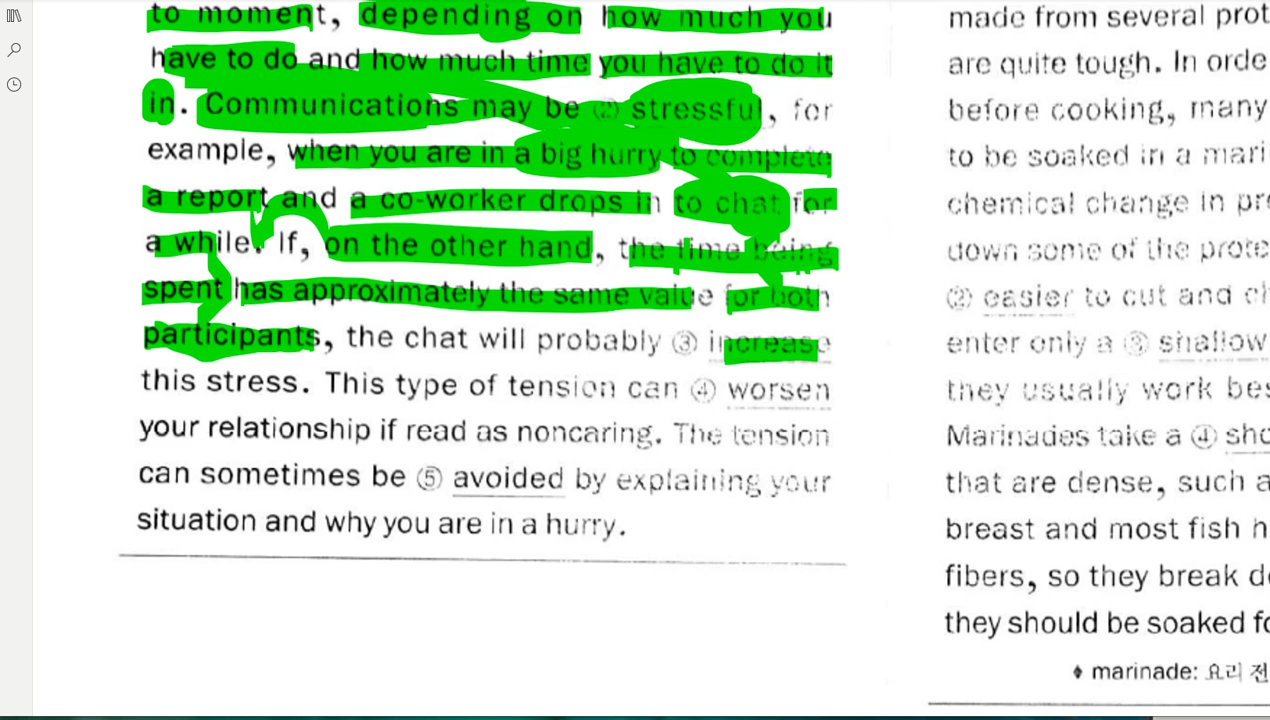 to moment, depending on how much you
have to do and how much time you have to do it
in. Communications may be ② stressful, for
example, when you are in a big hurry to complete
a report and a co-worker drops in to chat for
a while. If, on the other hand, the time being
spent has approximately the same value for both
participants, the chat will probably ③ increase
this stress. This type of tension can ④ worsen
your relationship if read as noncaring. The tension
can sometimes be ⑤ avoided by explaining your
situation and why you are in a hurry.
made from several prot
are quite tough. In orde
before cooking, many
to be soaked in a mari
chemical change in pro
down some of the prote
② easier to cut and ch
enter only a ③ shallow
they usually work bes
Marinades take a ④ sho
that are dense, such a
breast and most fish h
fibers, so they break do
they should be soaked fo
♦ marinade: 요리 전